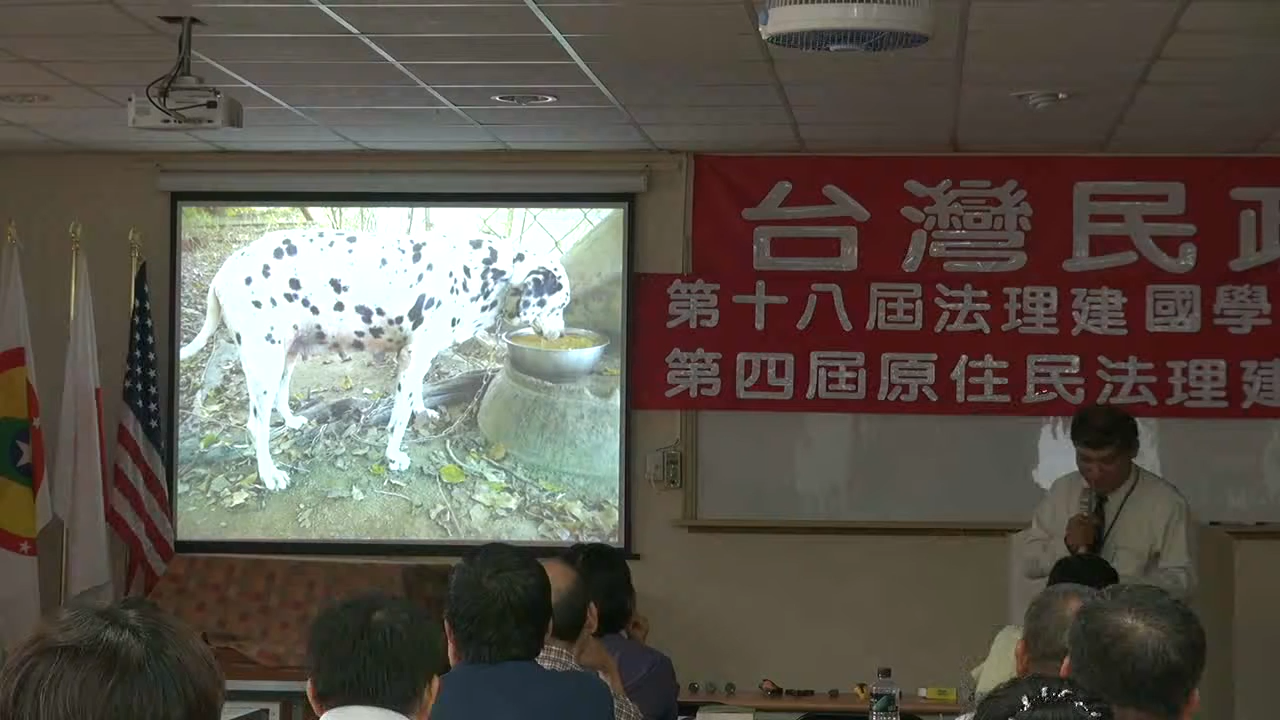 台灣民政
第十八屆法理建國學
第四屆原住民法理建